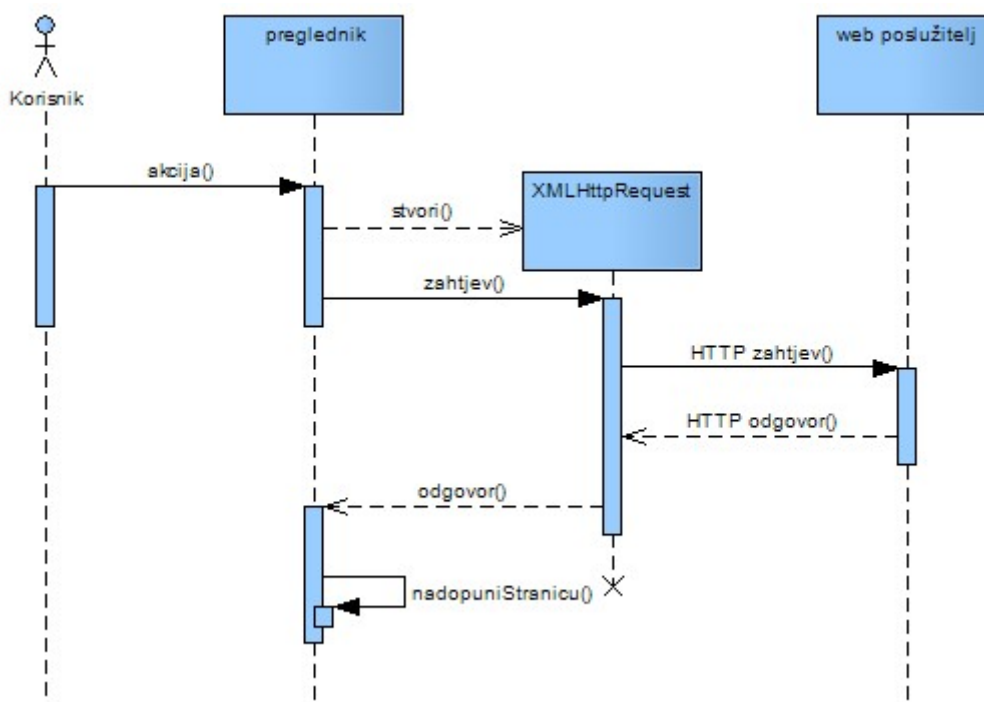 preglednik
web poslužitelj
Korisnik
akcija()
XMLHttpRequest
stvori()
zahtjev()
HTTP zahtjev()
HTTP odgovor()
odgovor()
nadopuniStranicu()